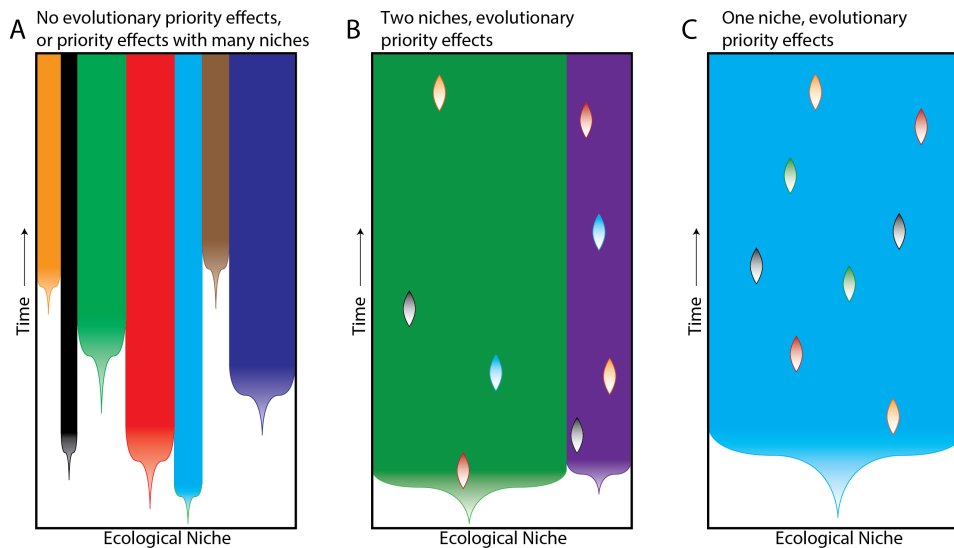 A
No evolutionary priority effects,
or priority effects with many niches
Time
Ecological Niche
B
Two niches, evolutionary
priority effects
Time
Ecological Niche
C
One niche, evolutionary
priority effects
Time
Ecological Niche